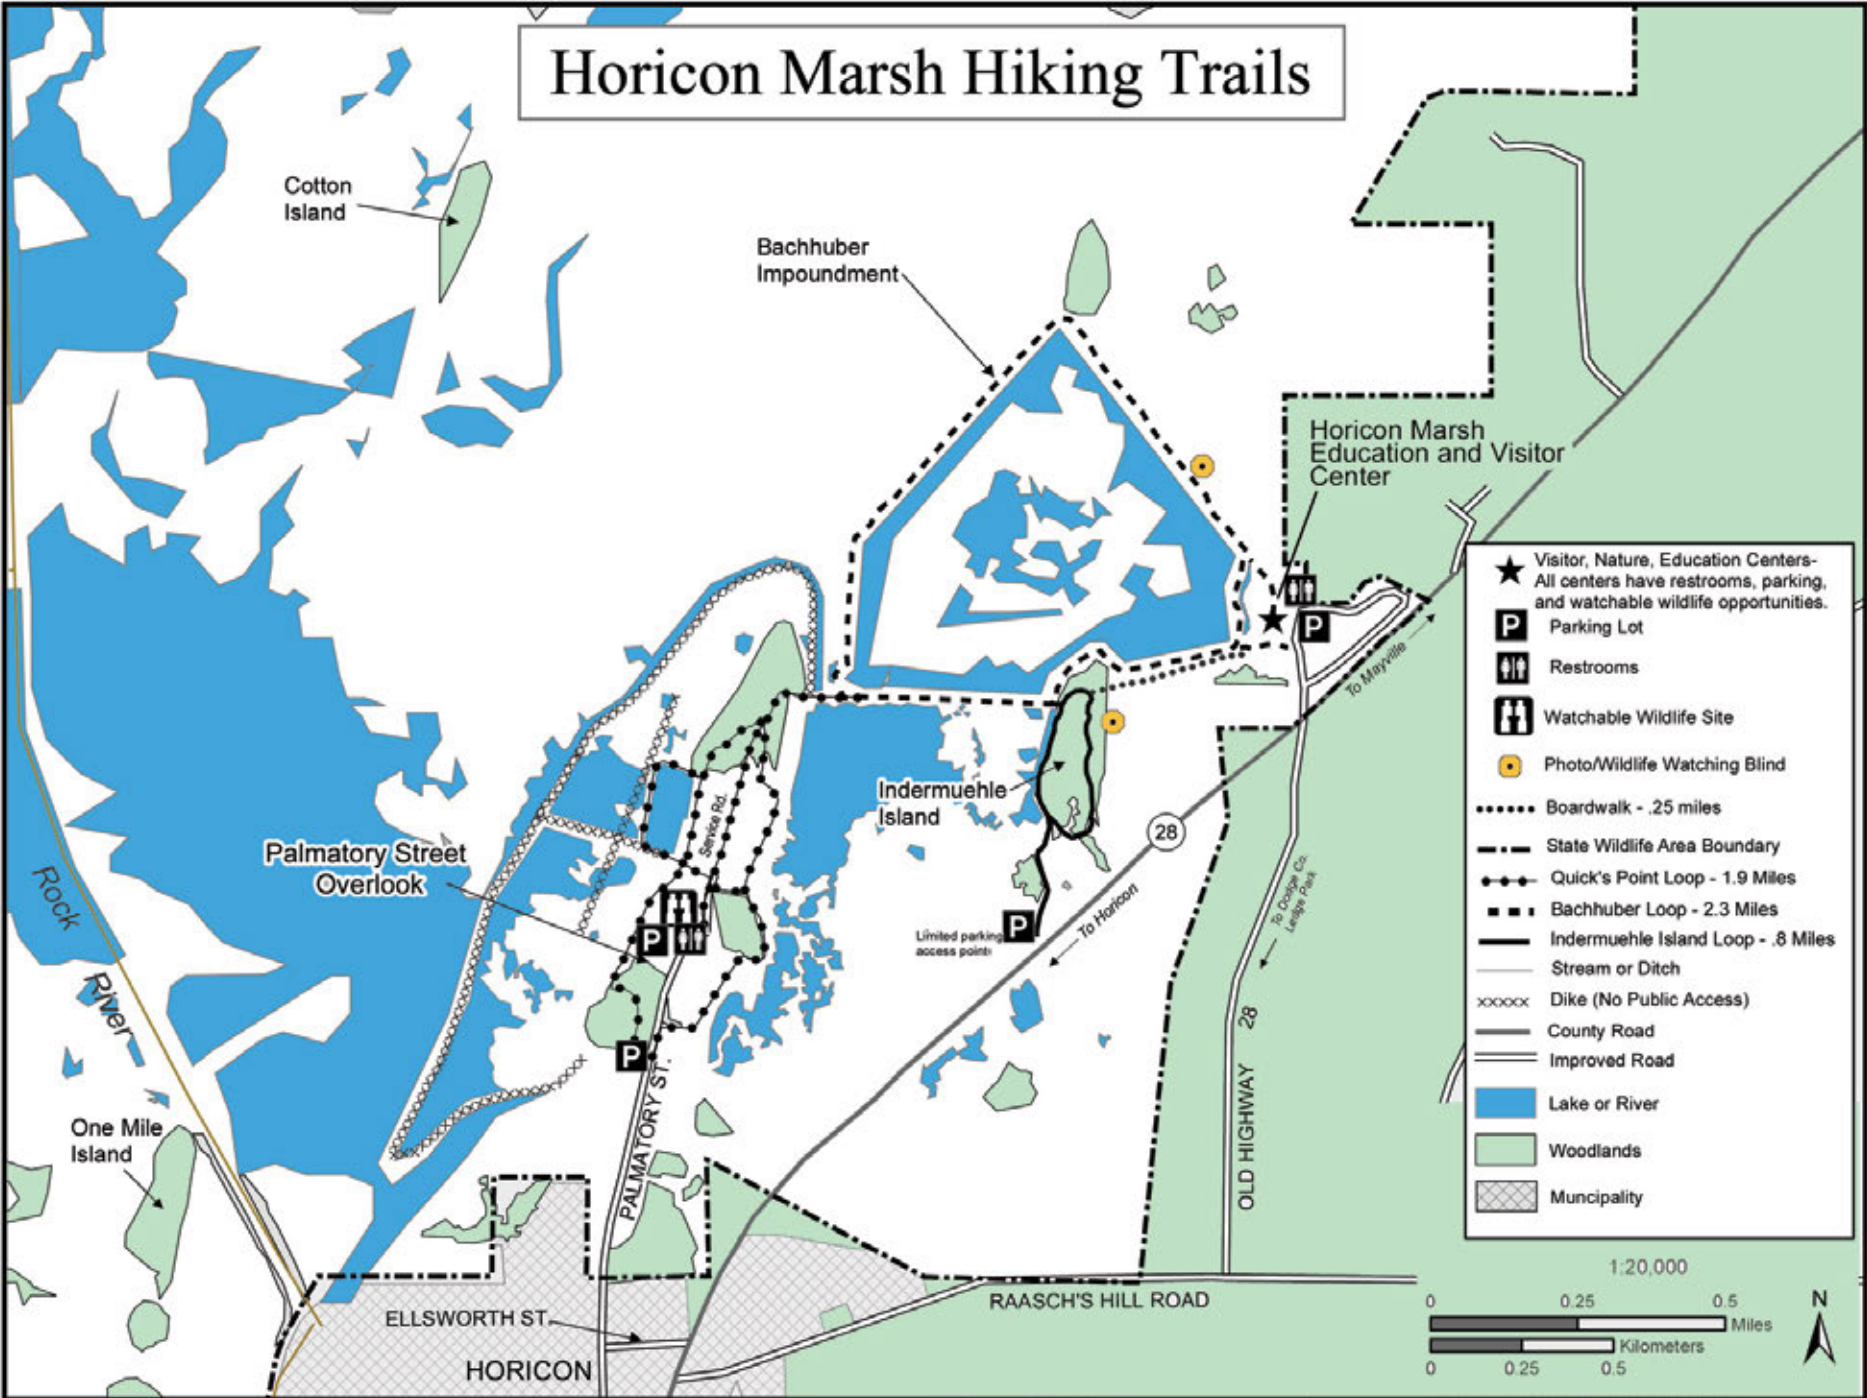 Horicon Marsh Hiking Trails
Cotton
Island
Bachhuber
Impoundment
Horicon Marsh
Education and Visitor
Center
P
To Mayville
Indermuehle
Island
28
Service Rd.
Palmatory Street
Overlook
P
P
P
Limited parking
access points
To Horicon
To Dodge Co.
Ledge Park
Rock
River
One Mile
Island
PALMATORY ST.
OLD HIGHWAY 28
RAASCH'S HILL ROAD
ELLSWORTH ST.
HORICON
Visitor, Nature, Education Centers-
All centers have restrooms, parking,
and watchable wildlife opportunities.
P Parking Lot
Restrooms
Watchable Wildlife Site
Photo/Wildlife Watching Blind
Boardwalk - .25 miles
State Wildlife Area Boundary
Quick's Point Loop - 1.9 Miles
Bachhuber Loop - 2.3 Miles
Indermuehle Island Loop - .8 Miles
Stream or Ditch
Dike (No Public Access)
County Road
Improved Road
Lake or River
Woodlands
Muncipality
1:20,000
0 0.25 0.5
Miles
Kilometers
0 0.25 0.5
N